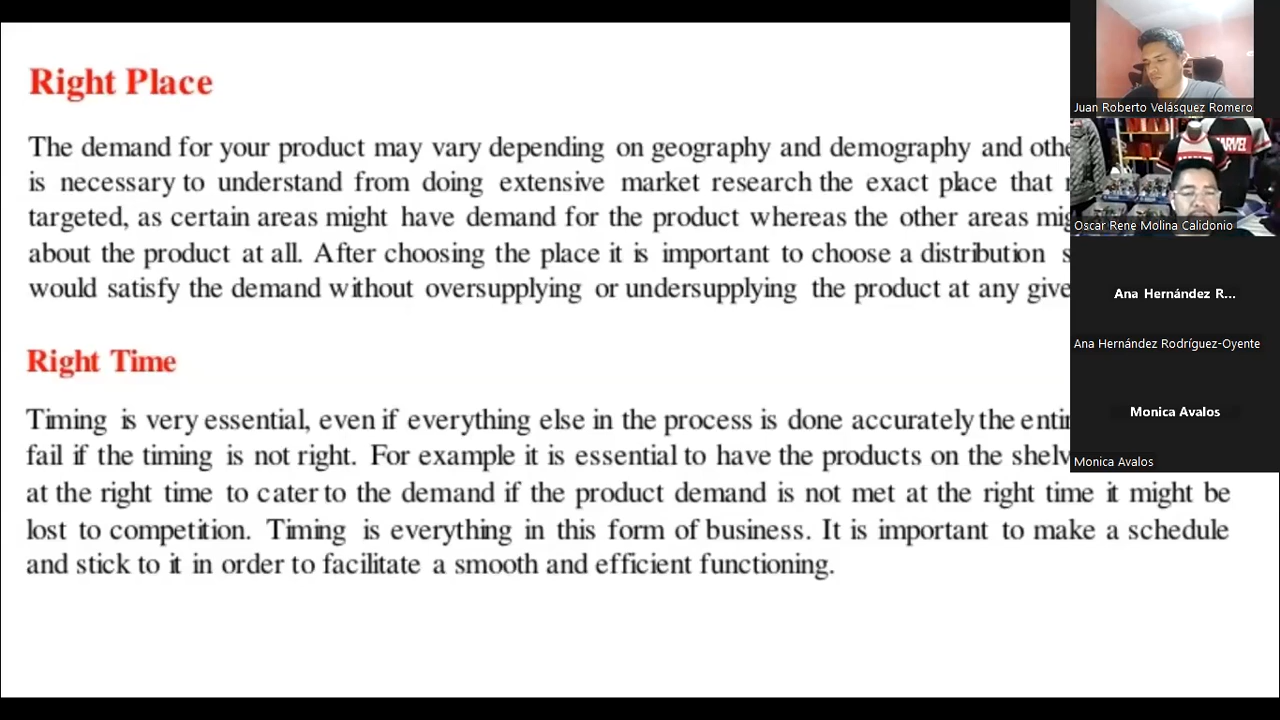 Right Place
The demand for your product may vary depending on geography and demography and
is necessary to understand from doing extensive market research the exact place that
targeted, as certain areas might have demand for the product whereas the other areas
about the product at all. After choosing the place it is important to choose a distribution
would satisfy the demand without oversupplying or undersupplying the product at any
Right Time
Timing is very essential, even if everything else in the process is done accurately the
fail if the timing is not right. For example it is essential to have the products on the
at the right time to cater to the demand if the product demand is not met at the right time it might be
lost to competition. Timing is everything in this form of business. It is important to make a schedule
and stick to it in order to facilitate a smooth and efficient functioning.
Juan Roberto Velásquez Romero
Oscar Rene Molina Calidonio
Ana Hernández R...
Ana Hernández Rodríguez-Oyente
Monica Avalos
Monica Avalos